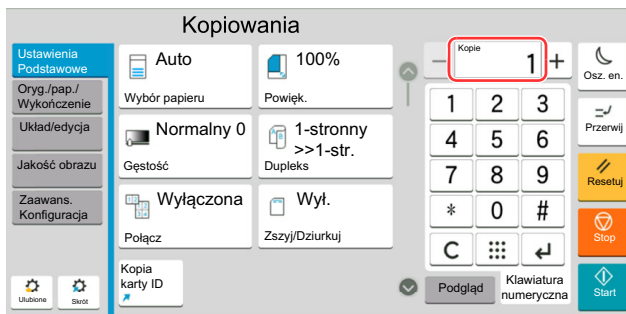 Kopiowania
Ustawienia
Podstawowe
Oryg./pap./
Wykończenie
Układ/edycja
Jakość obrazu
Zaawans.
Konfiguracja
Ulubione
Skrót
Auto
Wybór papieru
100%
Powięk.
Normalny 0
Gęstość
1-stronny
>>1-str.
Dupleks
Wyłączona
Połącz
Wył.
Zszyj/Dziurkuj
Kopia
karty ID
Kopie
− 1 +
1 2 3
4 5 6
7 8 9
* 0 #
C
Podgląd
Klawiatura
numeryczna
Osz. en.
Przerwij
Resetuj
Stop
Start